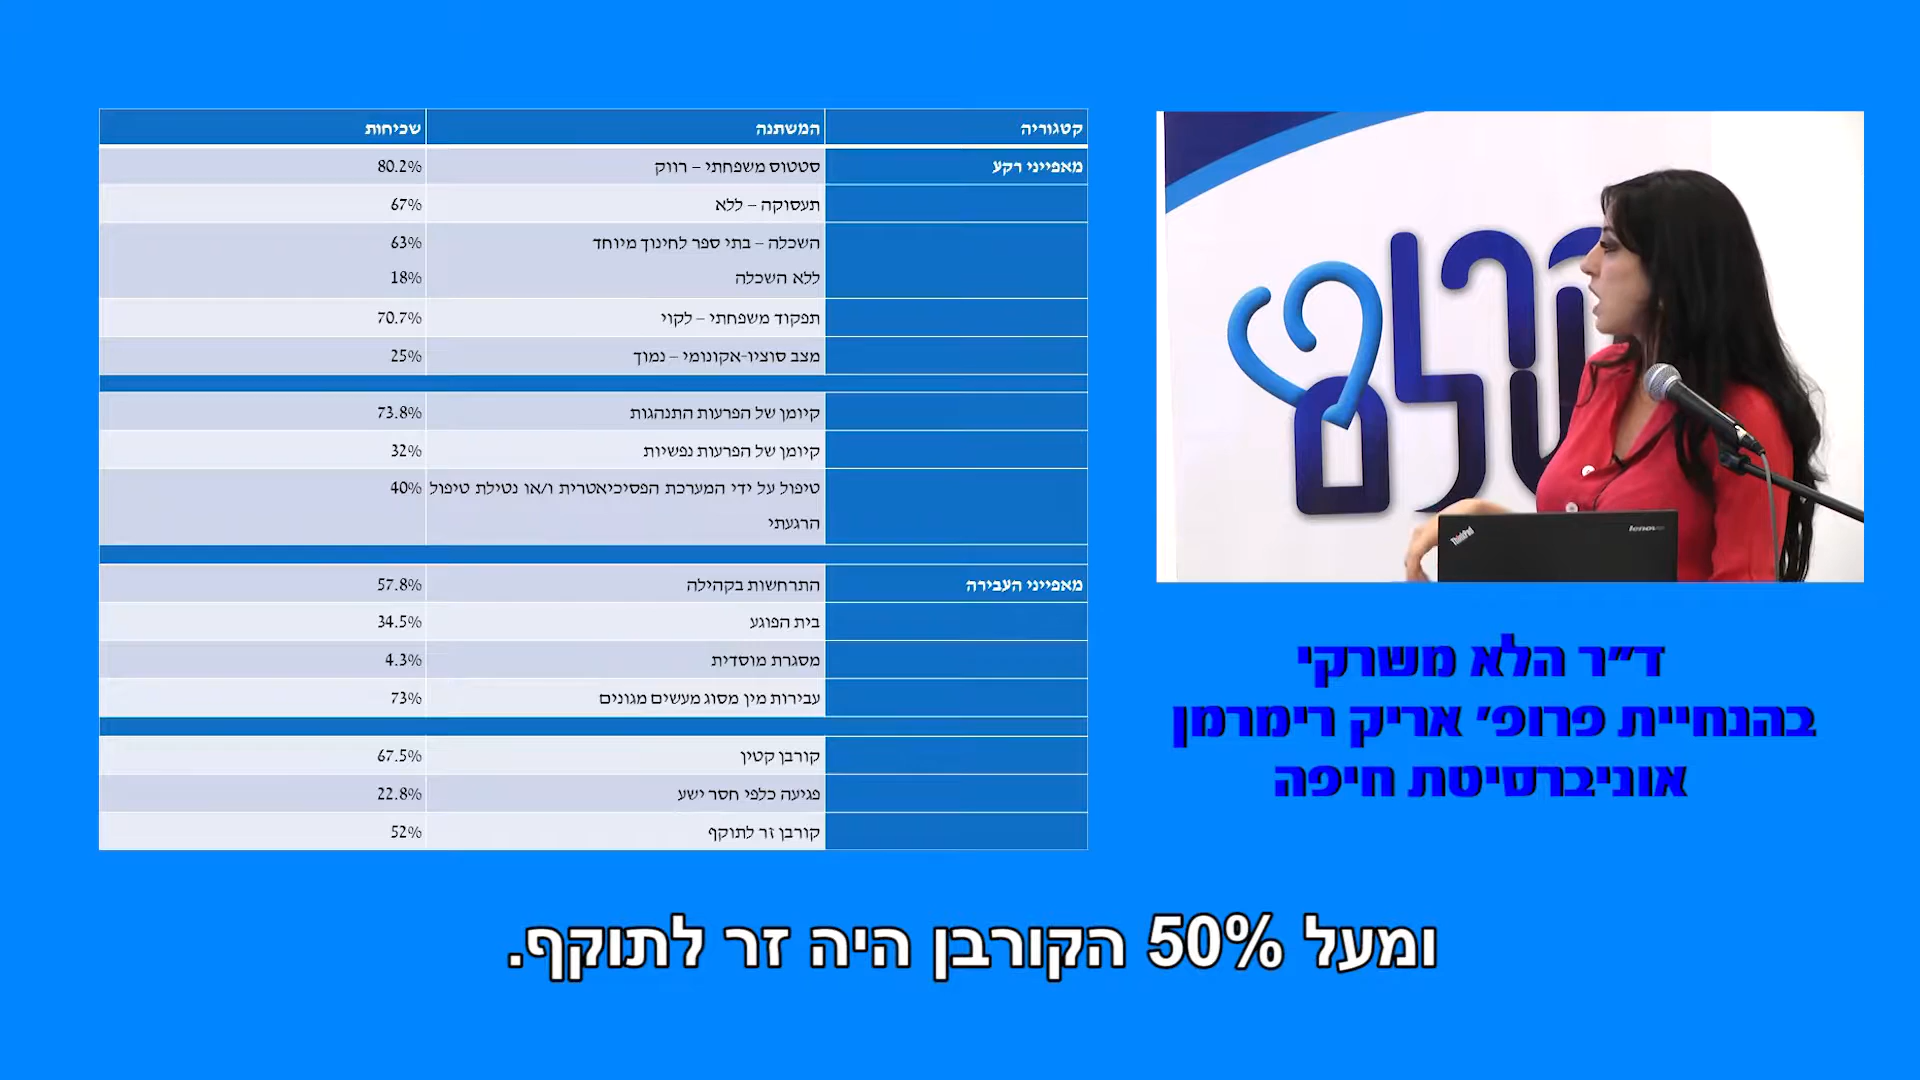 קטגוריה המשתנה שכיחות
מאפייני רקע סטטוס משפחתי – רווק 80.2%
תעסוקה – ללא 67%
השכלה – בתי ספר לחינוך מיוחד 63%
ללא השכלה 18%
תפקוד משפחתי – לקוי 70.7%
מצב סוציו-אקונומי – נמוך 25%
קיומן של הפרעות התנהגות 73.8%
קיומן של הפרעות נפשיות 32%
טיפול על ידי המערכת הפסיכיאטרית ו/או נטילת טיפול 40%
הרגעתי
מאפייני העבירה התרחשות בקהילה 57.8%
בית הפוגע 34.5%
מסגרת מוסדית 4.3%
עבירות מין מסוג מעשים מגונים 73%
קורבן קטין 67.5%
פגיעה כלפי חסר ישע 22.8%
קורבן זר לתוקף 52%
ThinkPad
lenovo
ד״ר הלא משרקי
בהנחיית פרופ׳ אריק רימרמן
אוניברסיטת חיפה
ומעל 50% הקורבן היה זר לתוקף.